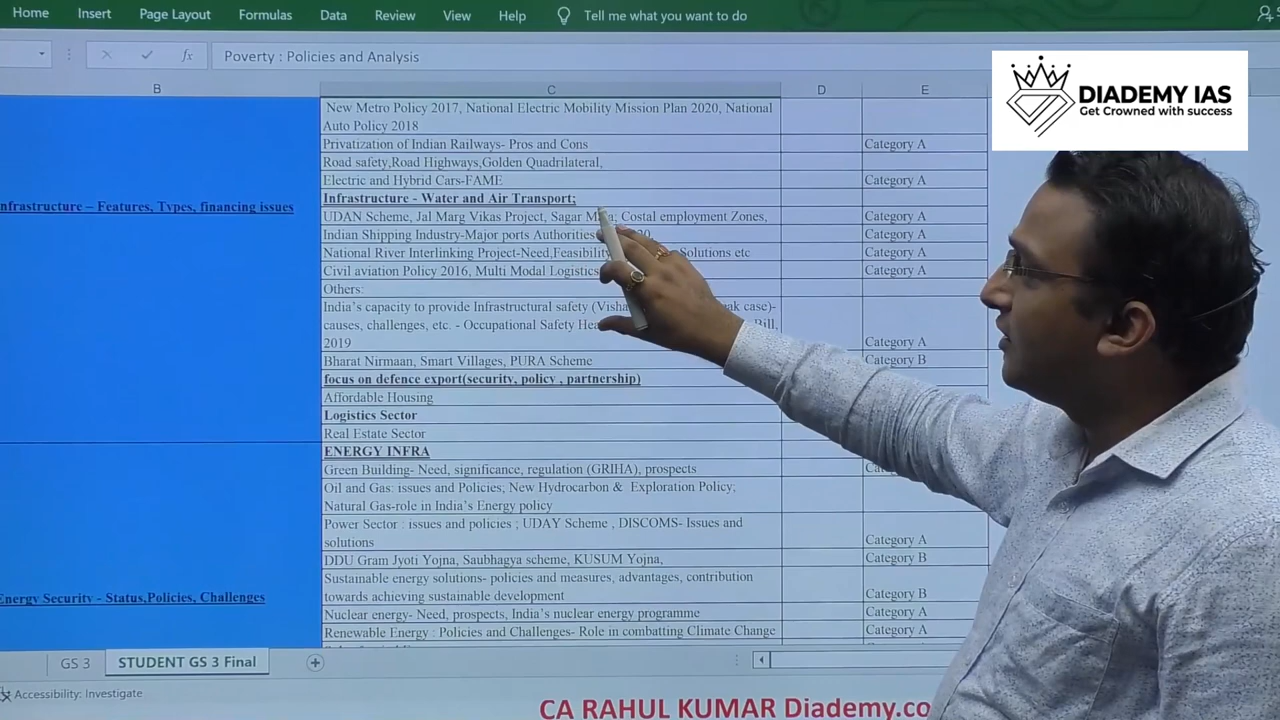 Home Insert Page Layout Formulas Data Review View Help Tell me what you want to do
fx Poverty : Policies and Analysis
B C D E
DIADEMY IAS
Get Crowned with success
New Metro Policy 2017, National Electric Mobility Mission Plan 2020, National
Auto Policy 2018
Privatization of Indian Railways- Pros and Cons Category A
Road safety,Road Highways,Golden Quadrilateral,
Electric and Hybrid Cars-FAME Category A
Infrastructure - Water and Air Transport;
nfrastructure – Features, Types, financing issues
UDAN Scheme, Jal Marg Vikas Project, Sagar Costal employment Zones, Category A
Indian Shipping Industry-Major ports Authorities 20 Category A
National River Interlinking Project-Need,Feasibility Solutions etc Category A
Civil aviation Policy 2016, Multi Modal Logistics Category A
Others:
India's capacity to provide Infrastructural safety (Visha ak case)-
causes, challenges, etc. - Occupational Safety Hea Bill,
2019 Category A
Bharat Nirmaan, Smart Villages, PURA Scheme Category B
focus on defence export(security, policy , partnership)
Affordable Housing
Logistics Sector
Real Estate Sector
ENERGY INFRA
Green Building- Need, significance, regulation (GRIHA), prospects
Oil and Gas: issues and Policies; New Hydrocarbon & Exploration Policy;
Natural Gas-role in India's Energy policy
Power Sector : issues and policies ; UDAY Scheme , DISCOMS- Issues and
solutions Category A
DDU Gram Jyoti Yojna, Saubhagya scheme, KUSUM Yojna, Category B
Sustainable energy solutions- policies and measures, advantages, contribution
towards achieving sustainable development Category B
Energy Security - Status,Policies, Challenges
Nuclear energy- Need, prospects, India's nuclear energy programme Category A
Renewable Energy : Policies and Challenges- Role in combatting Climate Change Category A
GS 3 STUDENT GS 3 Final
Accessibility: Investigate
CA RAHUL KUMAR Diademy.co